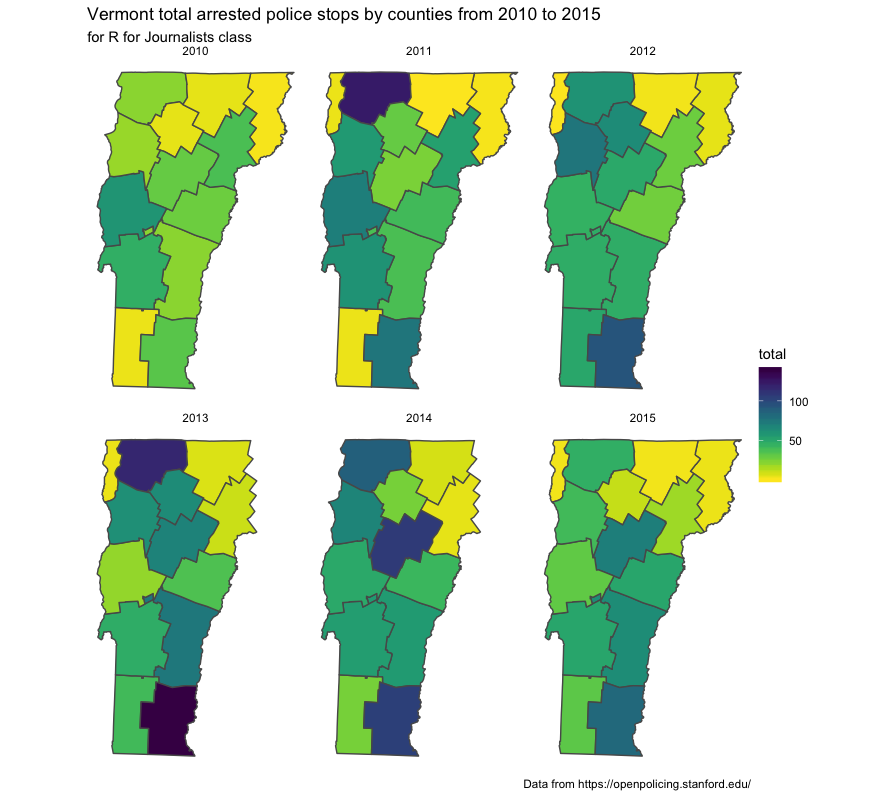 Vermont total arrested police stops by counties from 2010 to 2015
for R for Journalists class
2010
2011
2012
total
100
50
2013
2014
2015
Data from https://openpolicing.stanford.edu/